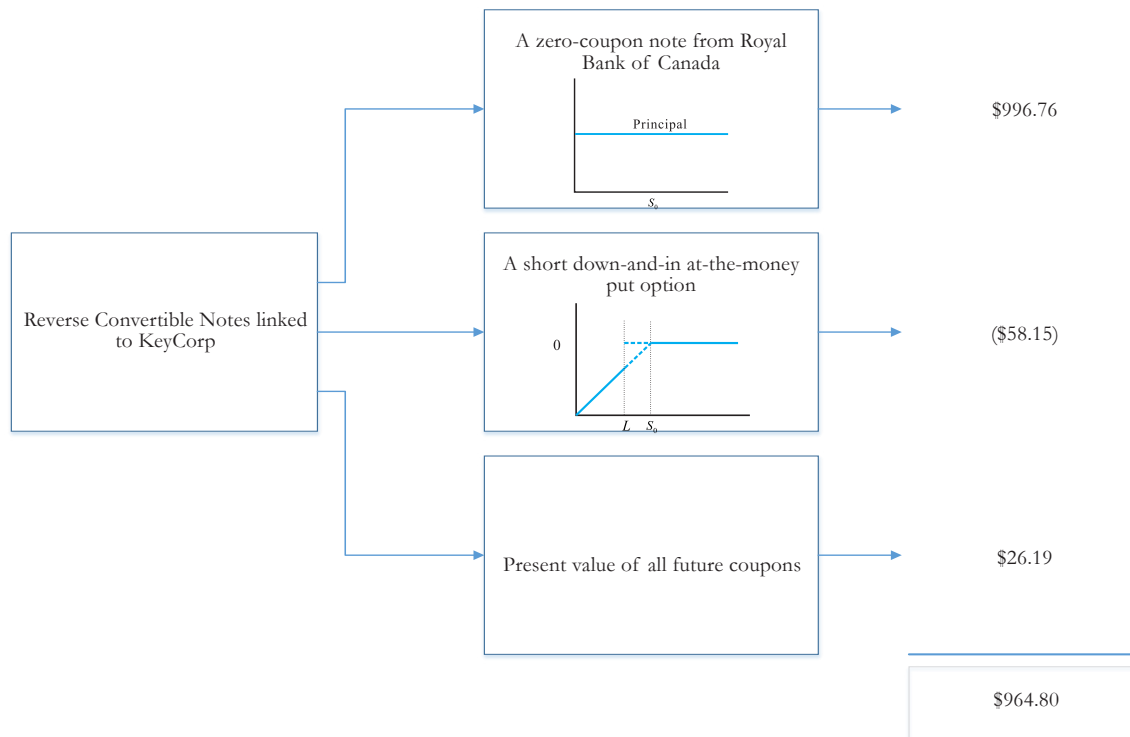 A zero-coupon note from Royal
Bank of Canada
Principal
S₀
$996.76
Reverse Convertible Notes linked
to KeyCorp
A short down-and-in at-the-money
put option
0
L S₀
($58.15)
Present value of all future coupons
$26.19
$964.80